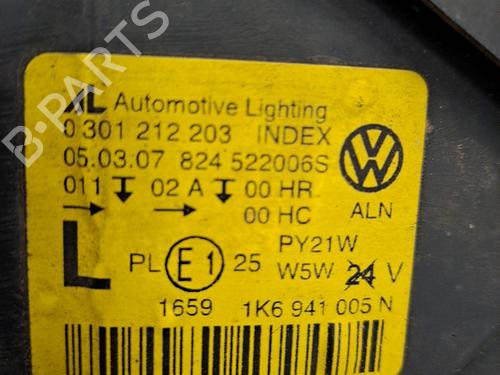 B-PARTS
AL Automotive Lighting
0 301 212 203 INDEX
05.03.07 824 522006S
011 02 A 00 HR
00 HC
ALN
L PL E1 25
PY21W
W5W 24 V
1659 1K6 941 005 N